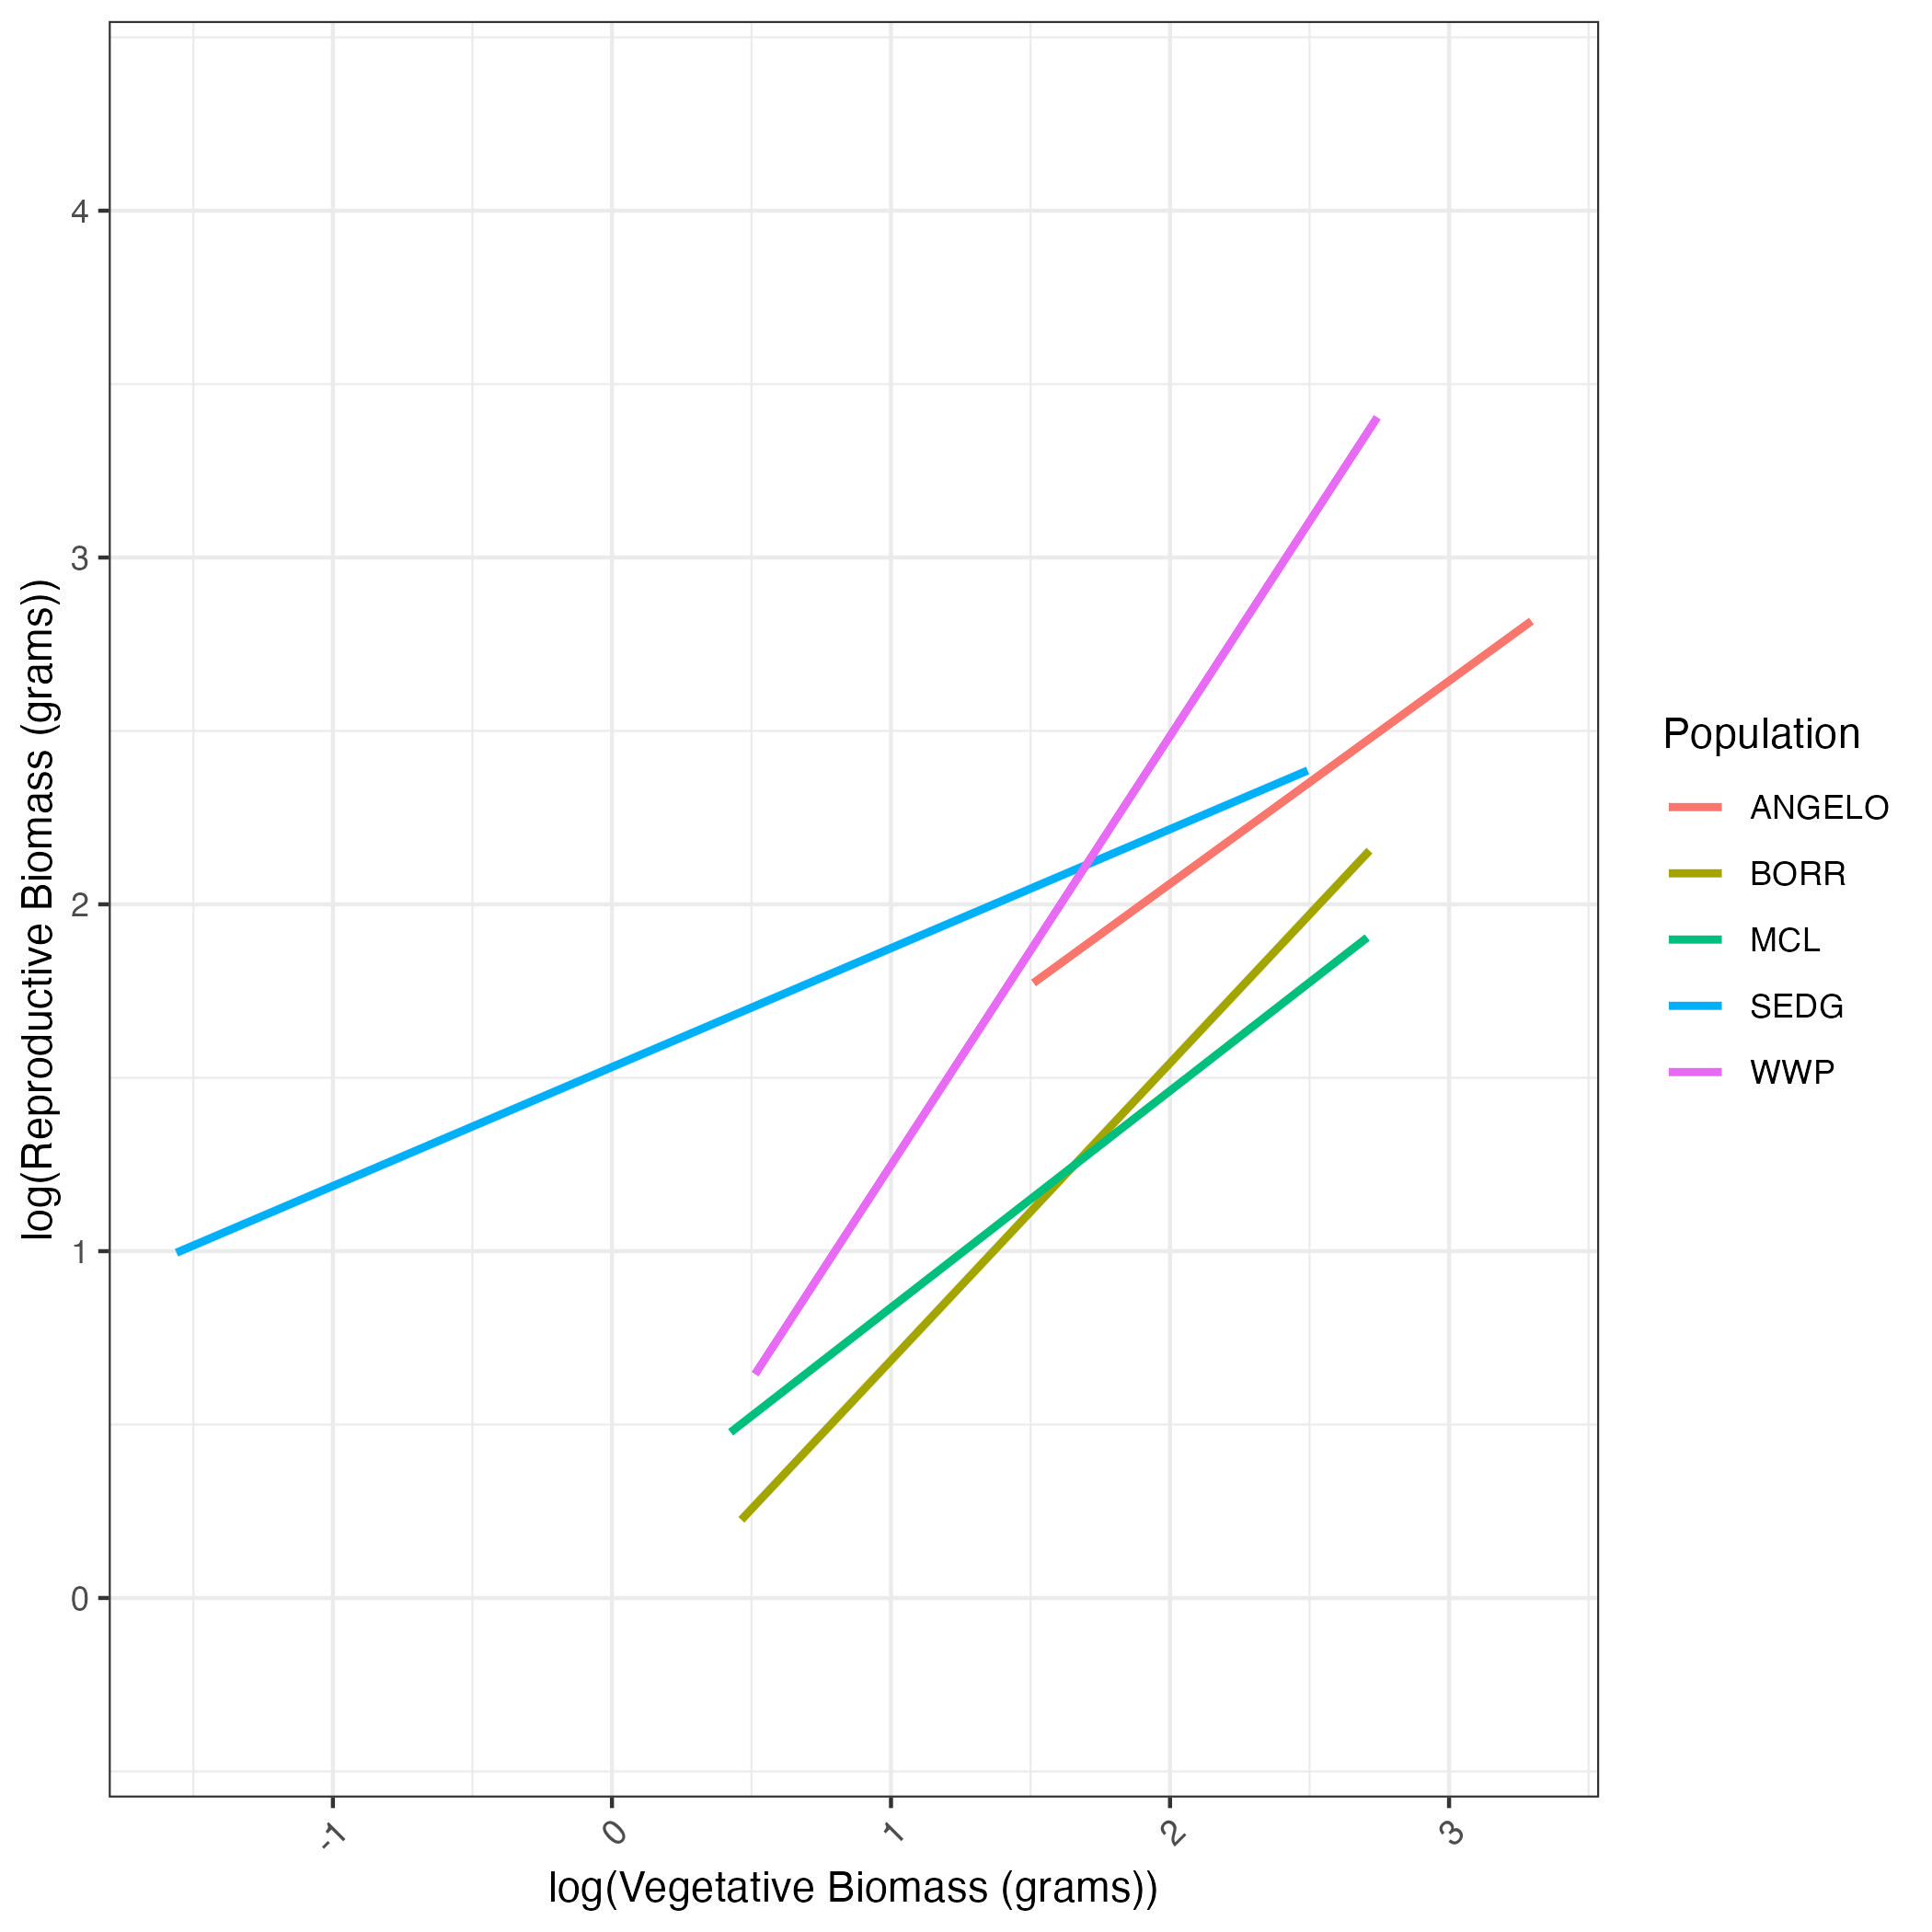 log(Reproductive Biomass (grams))
4
3
2
1
0
-1
0
1
2
3
log(Vegetative Biomass (grams))
Population
ANGELO
BORR
MCL
SEDG
WWP